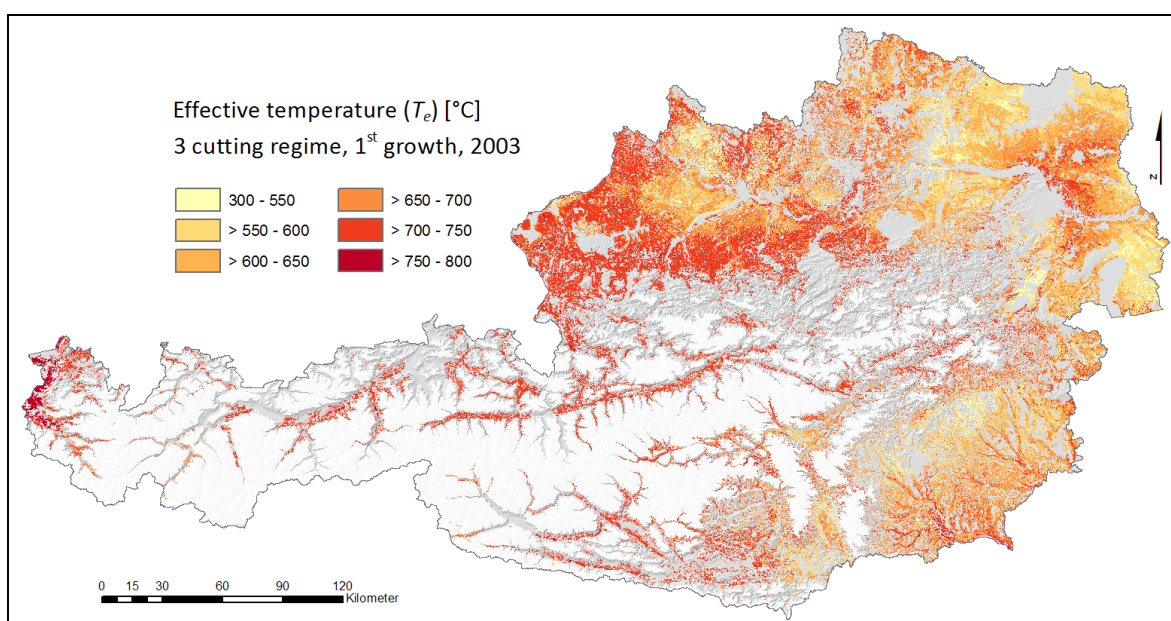 Effective temperature (Te) [°C]
3 cutting regime, 1st growth, 2003
300 - 550
> 650 - 700
> 550 - 600
> 700 - 750
> 600 - 650
> 750 - 800
N
0 15 30 60 90 120
Kilometer